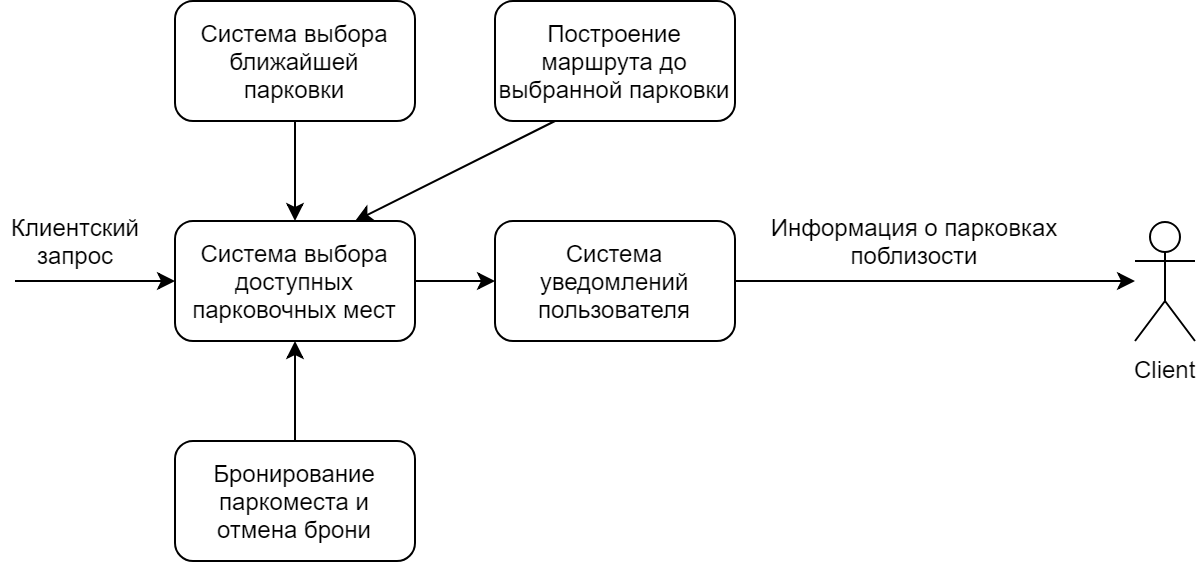 Система выбора
ближайшей
парковки
Построение
маршрута до
выбранной парковки
Клиентский
запрос
Система выбора
доступных
парковочных мест
Система
уведомлений
пользователя
Информация о парковках
поблизости
Client
Бронирование
паркоместа и
отмена брони